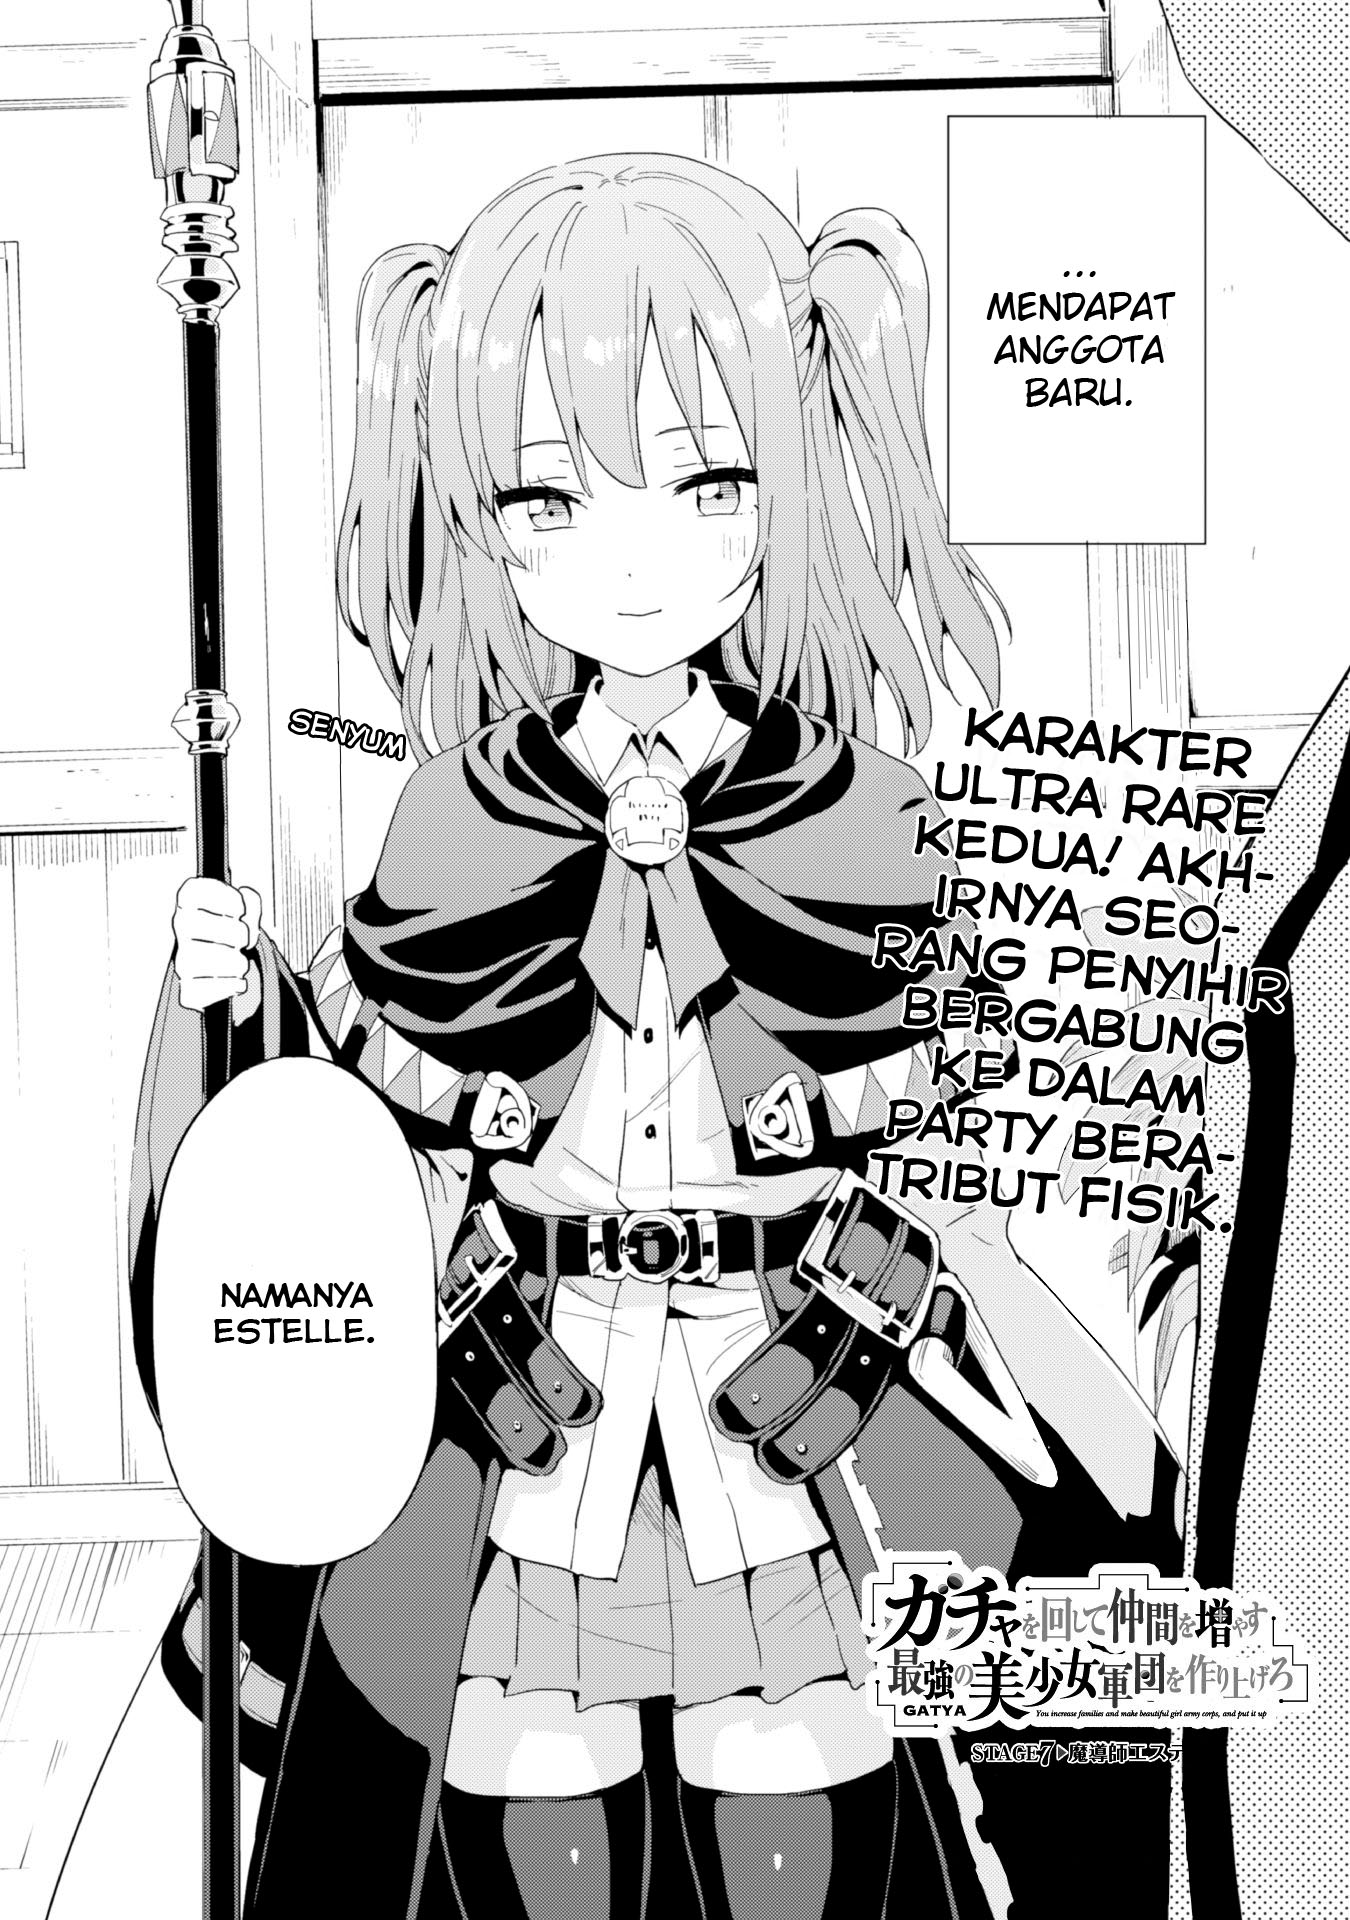 ...
MENDAPAT
ANGGOTA
BARU.
SENYUM
KARAKTER
ULTRA RARE
KEDUA! AKH-
IRNYA SEO-
RANG PENYIHIR
BERGABUNG
KE DALAM
PARTY BERA-
TRIBUT FISIK.
NAMANYA
ESTELLE.
ガチャを回して仲間を増やす
最強の美少女軍団を作り上げろ
GATYA
You increase families and make beautiful girl army corps, and put it up
STAGE7▶魔導師エステ